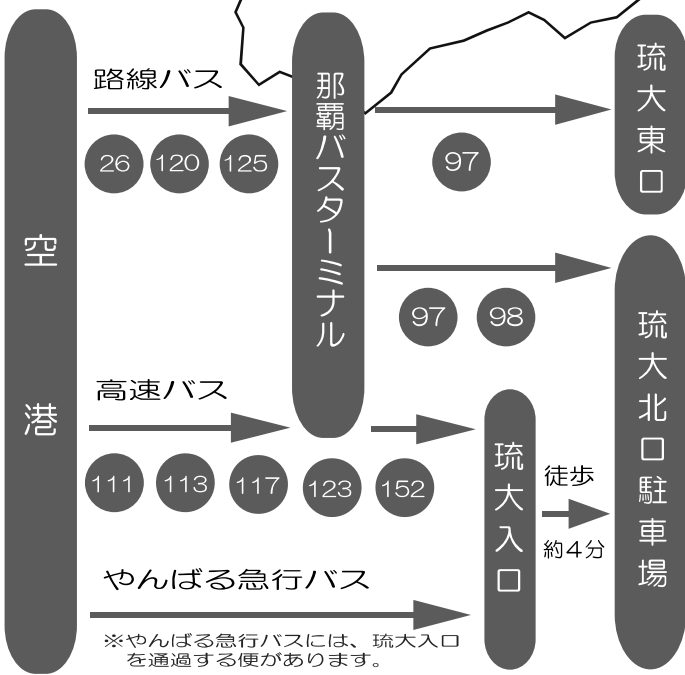 空港
路線バス
26 120 125
那覇バスターミナル
97
琉大東口
97 98
琉大北口駐車場
高速バス
111 113 117 123 152
琉大入口
徒歩
約4分
やんばる急行バス
※やんばる急行バスには、琉大入口
を通過する便があります。